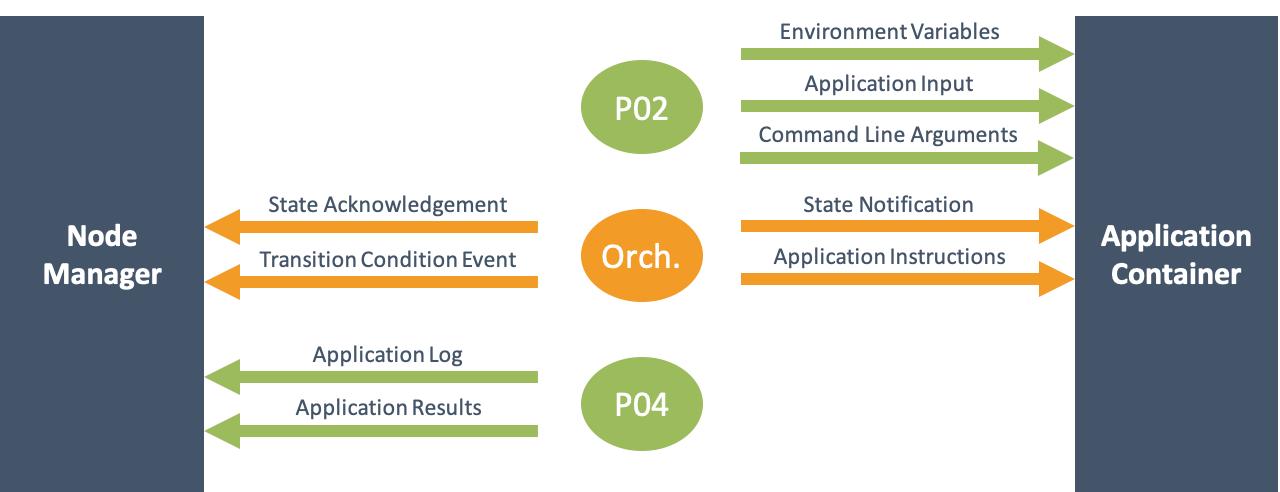 Environment Variables
Application Input
P02
Command Line Arguments
State Acknowledgement
State Notification
Node
Manager
Transition Condition Event
Orch.
Application Instructions
Application
Container
Application Log
Application Results
P04